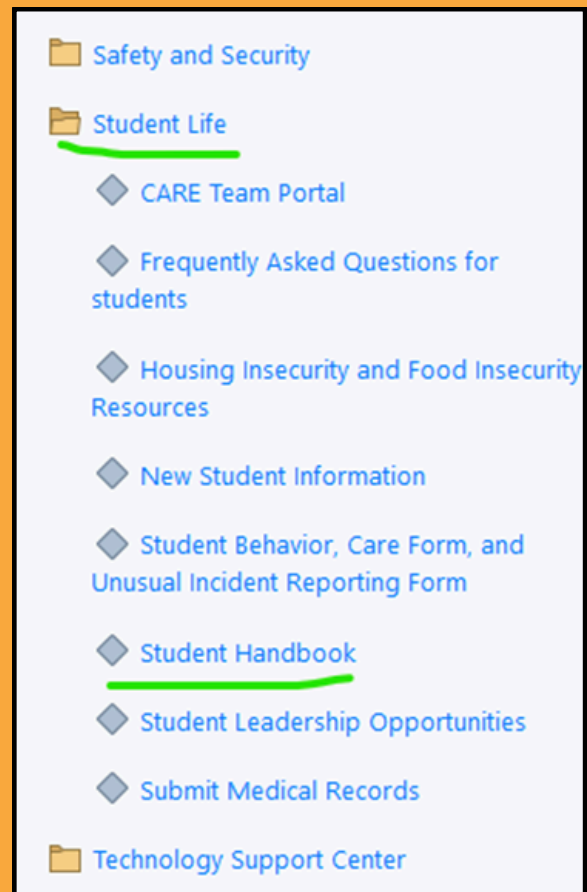 Safety and Security
Student Life
CARE Team Portal
Frequently Asked Questions for
students
Housing Insecurity and Food Insecurity
Resources
New Student Information
Student Behavior, Care Form, and
Unusual Incident Reporting Form
Student Handbook
Student Leadership Opportunities
Submit Medical Records
Technology Support Center